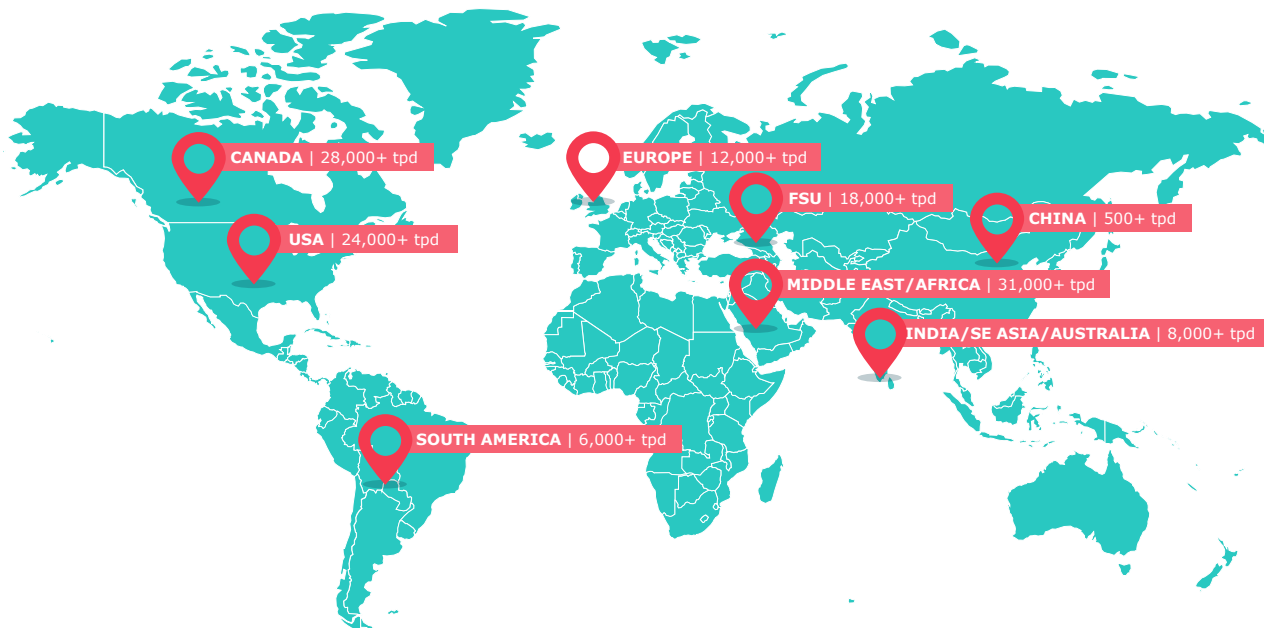 CANADA | 28,000+ tpd
EUROPE | 12,000+ tpd
FSU | 18,000+ tpd
CHINA | 500+ tpd
USA | 24,000+ tpd
MIDDLE EAST/AFRICA | 31,000+ tpd
INDIA/SE ASIA/AUSTRALIA | 8,000+ tpd
SOUTH AMERICA | 6,000+ tpd